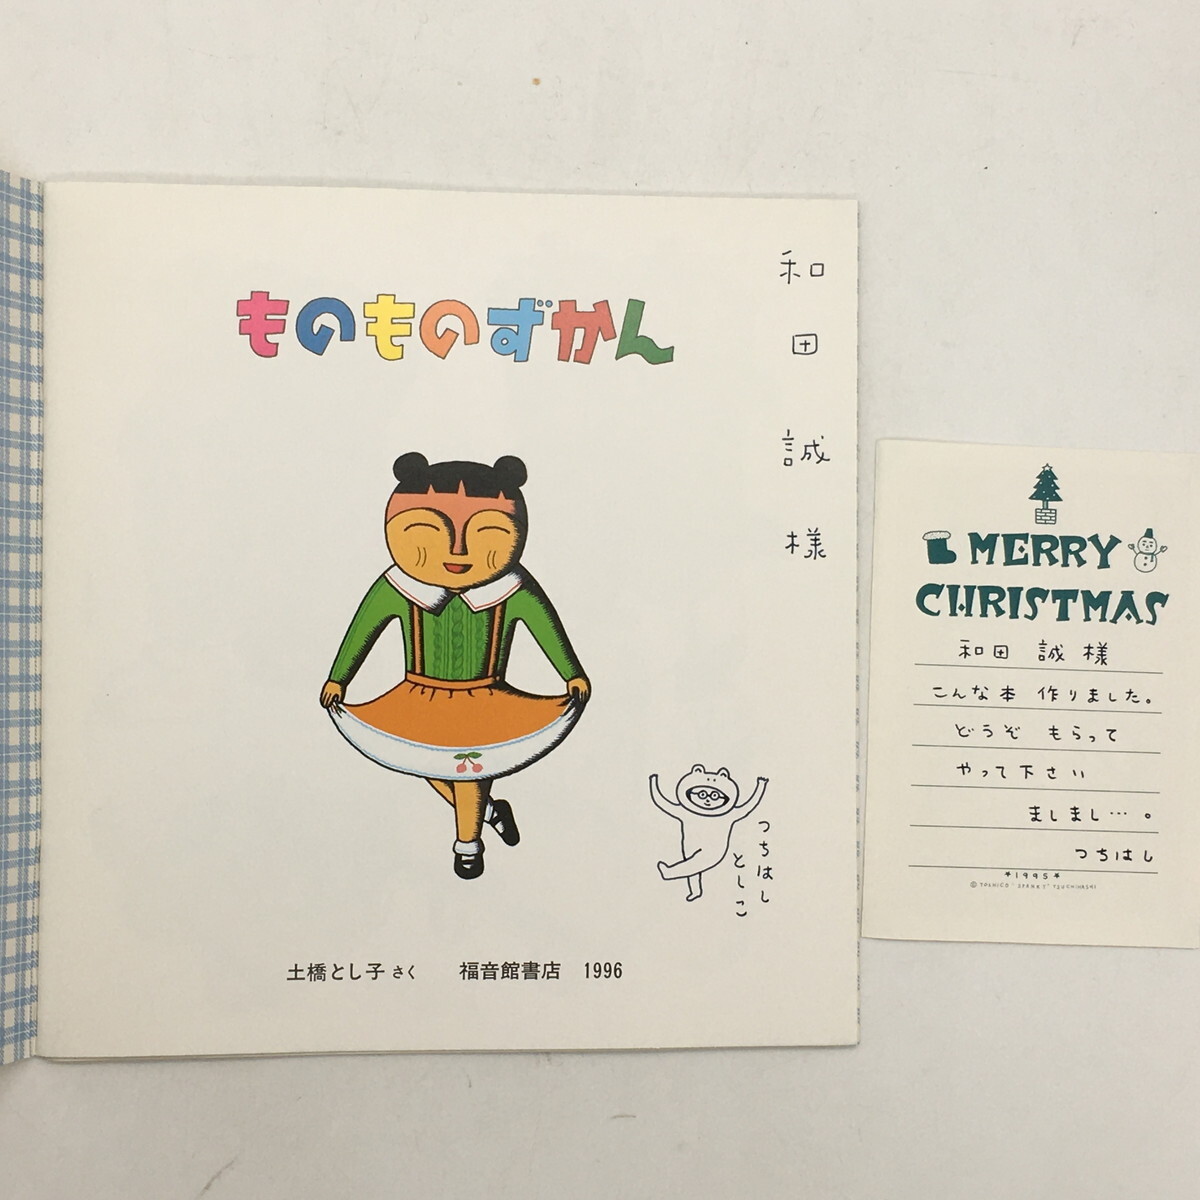 ものものずかん
和田誠様
つちはし
としこ
土橋とし子 さく 福音館書店 1996
MERRY
CHRISTMAS
和田 誠 様
こんな本 作りました。
どうぞ もらって
やって下さい
ましまし…。
つちはし
*1995*
© TOSHICO "SPANKY" TSUCHIHASHI